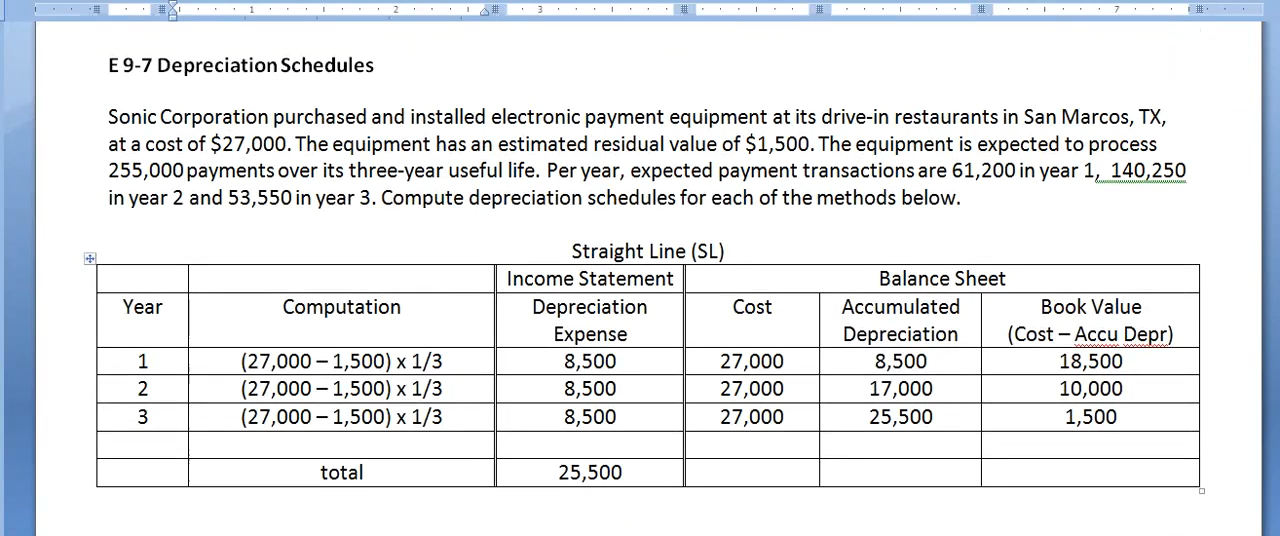 1 2 3 7
E 9-7 Depreciation Schedules
Sonic Corporation purchased and installed electronic payment equipment at its drive-in restaurants in San Marcos, TX,
at a cost of $27,000. The equipment has an estimated residual value of $1,500. The equipment is expected to process
255,000 payments over its three-year useful life. Per year, expected payment transactions are 61,200 in year 1, 140,250
in year 2 and 53,550 in year 3. Compute depreciation schedules for each of the methods below.
Straight Line (SL)
Income Statement Balance Sheet
Year Computation Depreciation Cost Accumulated Book Value
Expense Depreciation (Cost – Accu Depr)
1 (27,000 – 1,500) x 1/3 8,500 27,000 8,500 18,500
2 (27,000 – 1,500) x 1/3 8,500 27,000 17,000 10,000
3 (27,000 – 1,500) x 1/3 8,500 27,000 25,500 1,500
total 25,500